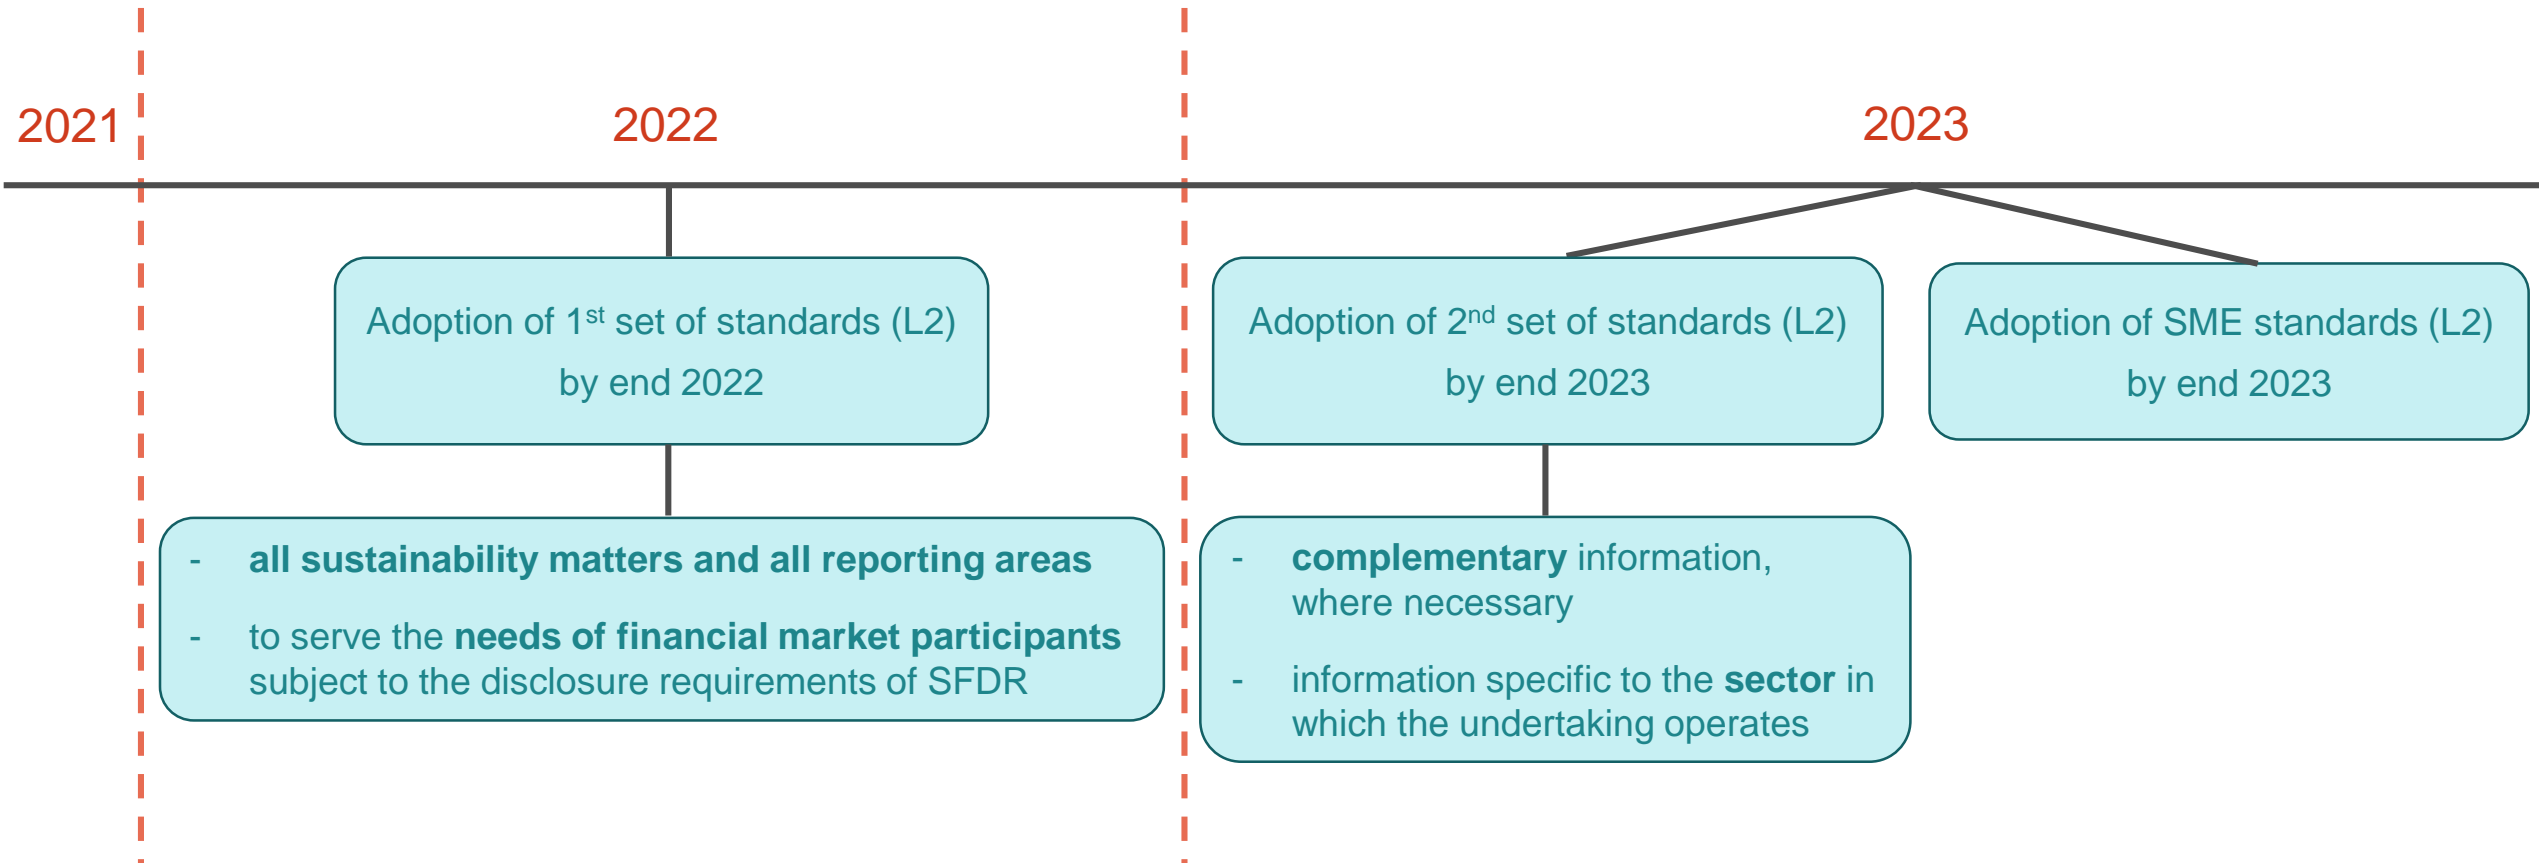 2021
2022
2023
Adoption of 1st set of standards (L2)
by end 2022
Adoption of 2nd set of standards (L2)
by end 2023
Adoption of SME standards (L2)
by end 2023
- all sustainability matters and all reporting areas
- to serve the needs of financial market participants
subject to the disclosure requirements of SFDR
- complementary information,
where necessary
- information specific to the sector in
which the undertaking operates